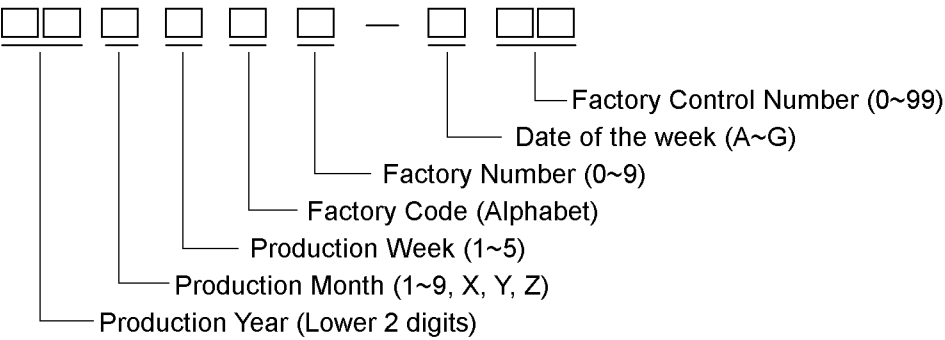 Factory Control Number (0~99)
Date of the week (A~G)
Factory Number (0~9)
Factory Code (Alphabet)
Production Week (1~5)
Production Month (1~9, X, Y, Z)
Production Year (Lower 2 digits)